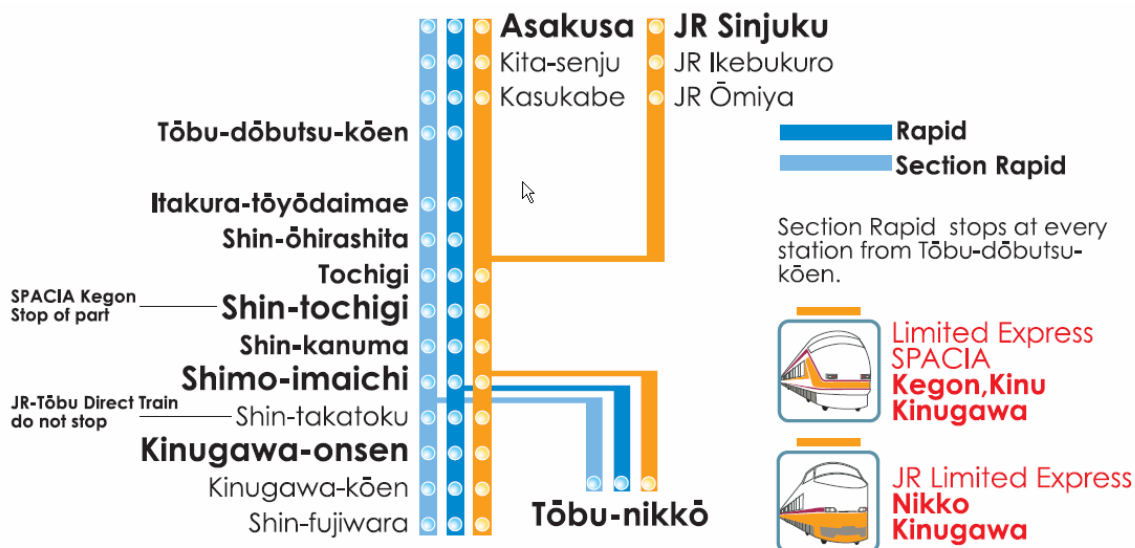 Asakusa
JR Sinjuku
Kita-senju
JR Ikebukuro
Kasukabe
JR Ōmiya
Tōbu-dōbutsu-kōen
Rapid
Section Rapid
Itakura-tōyōdaimae
Shin-ōhirashita
Section Rapid stops at every
station from Tōbu-dōbutsu-
kōen.
Tochigi
SPACIA Kegon
Stop of part
Shin-tochigi
Shin-kanuma
Shimo-imaichi
JR-Tōbu Direct Train
do not stop
Shin-takatoku
Kinugawa-onsen
Kinugawa-kōen
Shin-fujiwara
Tōbu-nikkō
Limited Express
SPACIA
Kegon,Kinu
Kinugawa
JR Limited Express
Nikko
Kinugawa